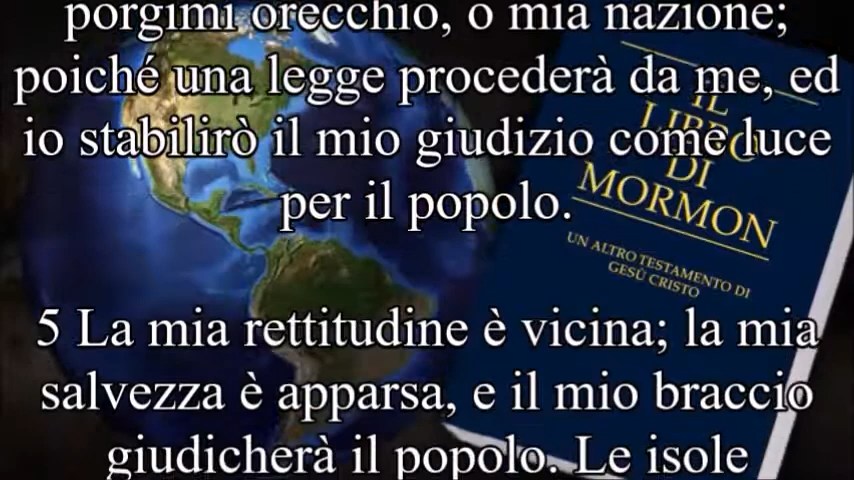 porgimi orecchio, o mia nazione;
poiché una legge procederà da me, ed
io stabilirò il mio giudizio come luce
per il popolo.
5 La mia rettitudine è vicina; la mia
salvezza è apparsa, e il mio braccio
giudicherà il popolo. Le isole
IL
LIBRO
DI
MORMON
UN ALTRO TESTAMENTO DI
GESÙ CRISTO